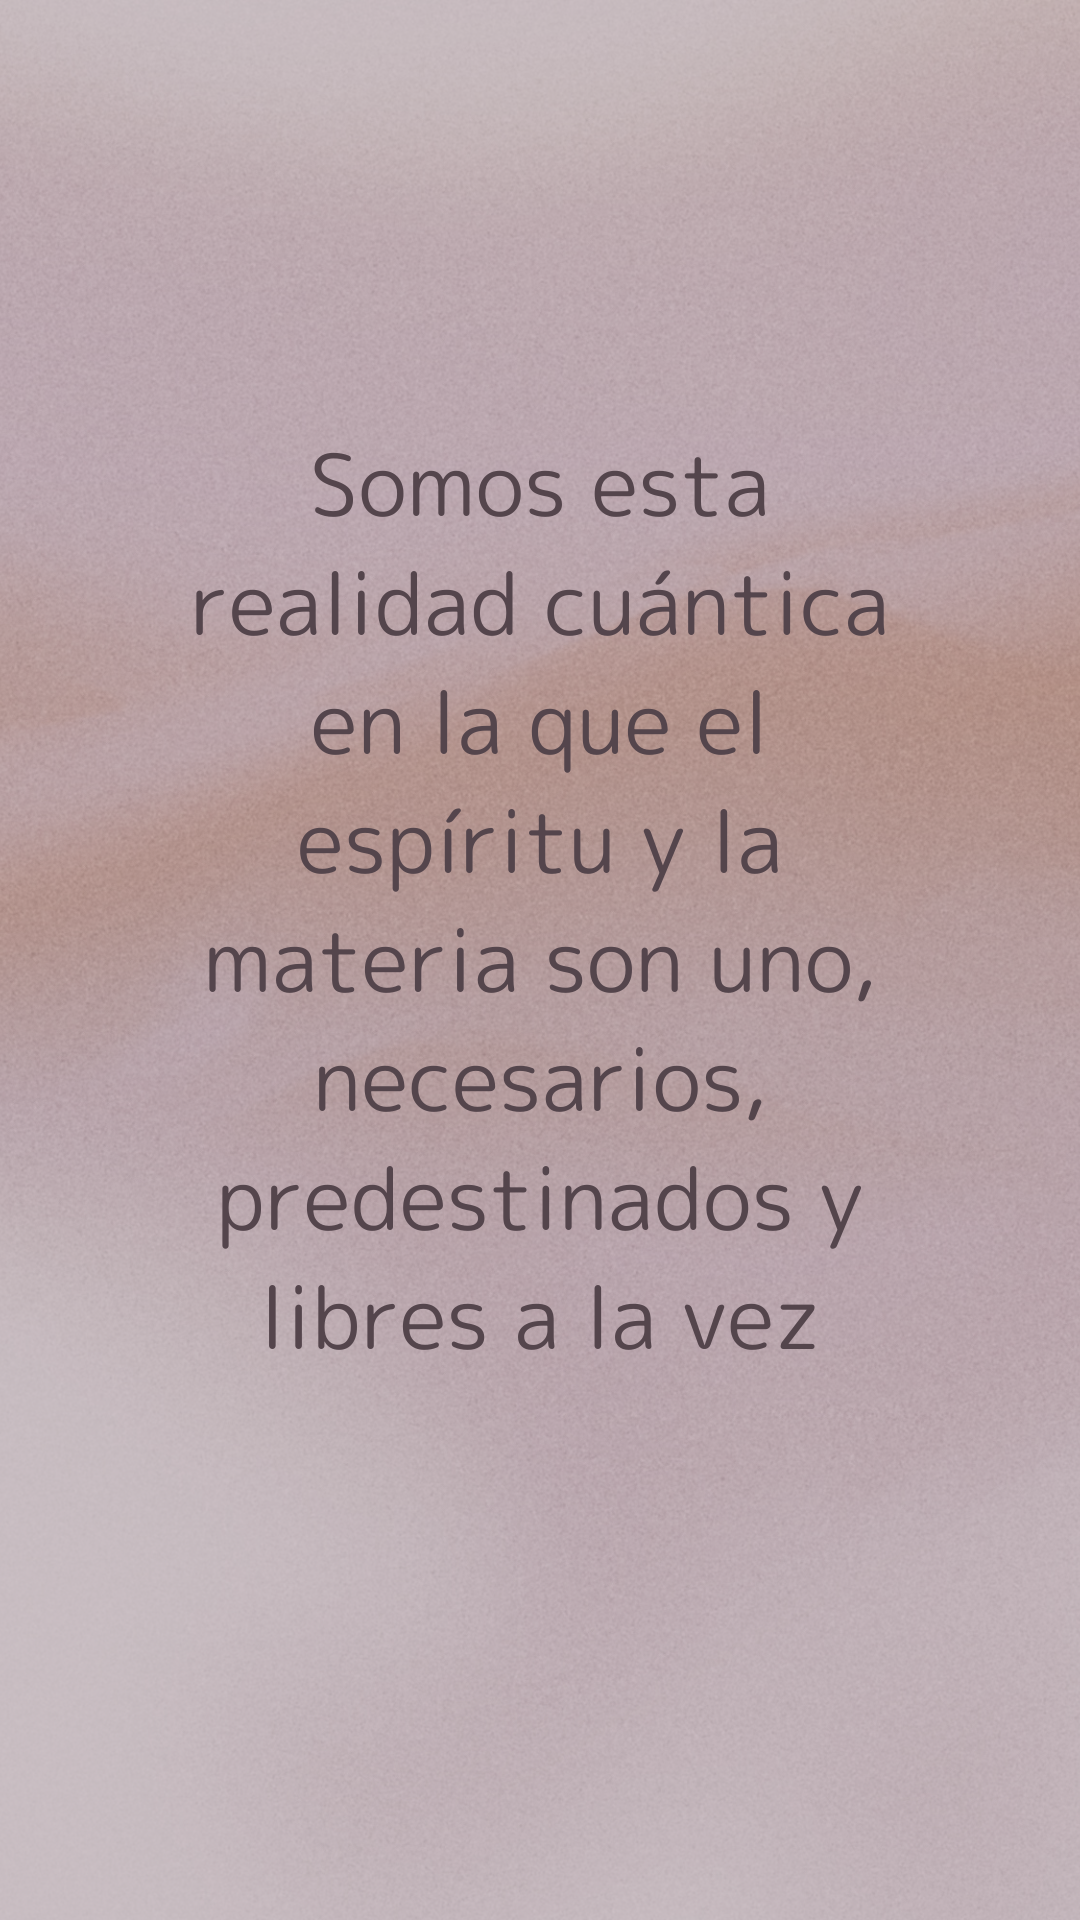 Somos esta
realidad cuántica
en la que el
espíritu y la
materia son uno,
necesarios,
predestinados y
libres a la vez